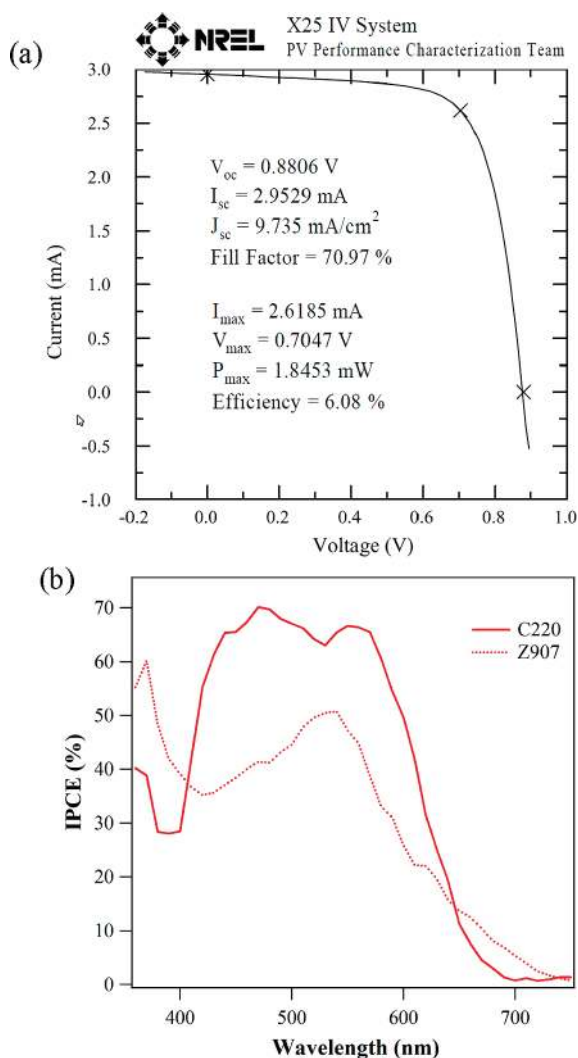 NREL
X25 IV System
PV Performance Characterization Team
(a)
3.0
2.5
2.0
1.5
1.0
0.5
0.0
-0.5
-1.0
Current (mA)
V_oc = 0.8806 V
I_sc = 2.9529 mA
J_sc = 9.735 mA/cm²
Fill Factor = 70.97 %
I_max = 2.6185 mA
V_max = 0.7047 V
P_max = 1.8453 mW
Efficiency = 6.08 %
-0.2 0.0 0.2 0.4 0.6 0.8 1.0
Voltage (V)
(b)
70
60
50
40
30
20
10
0
IPCE (%)
C220
Z907
400 500 600 700
Wavelength (nm)